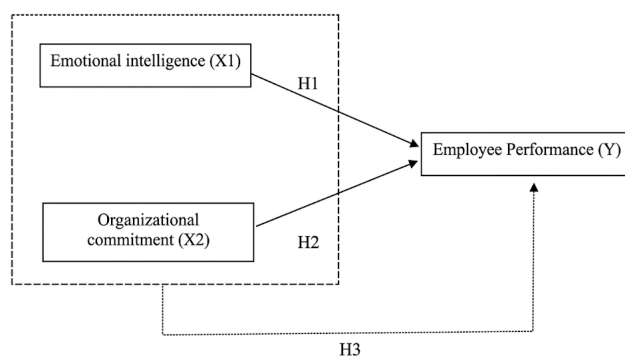 Emotional intelligence (X1)
H1
Employee Performance (Y)
Organizational
commitment (X2)
H2
H3